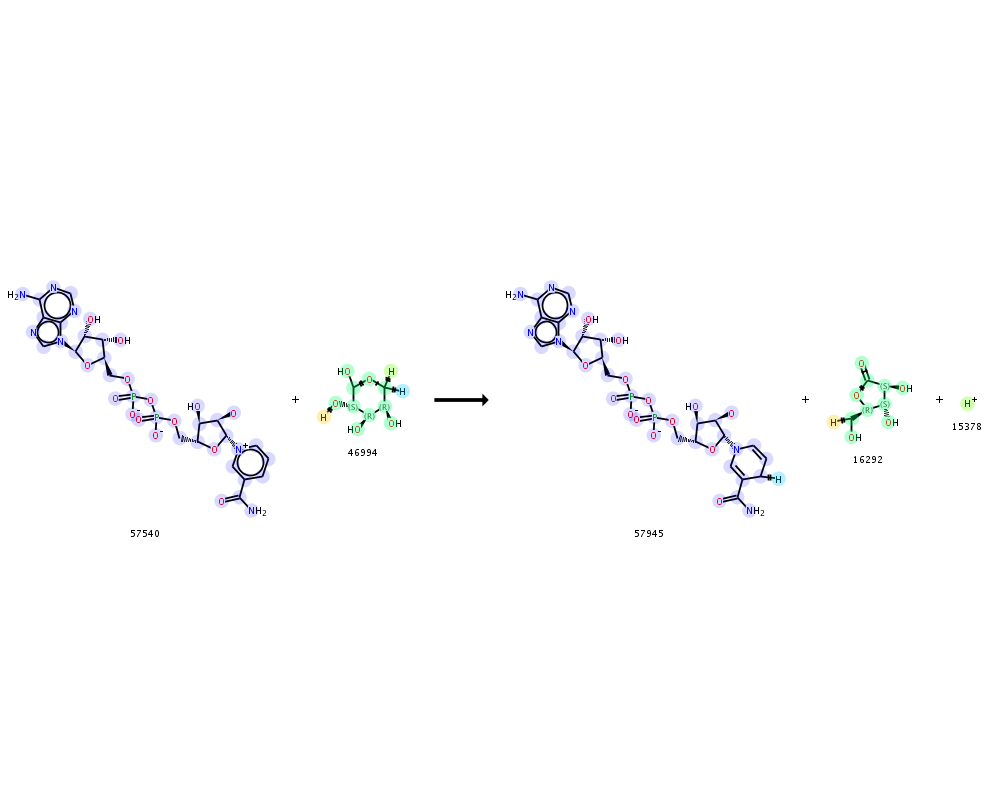 H₂N N N N N OH OH O O O P O⁻ O O P O O⁻ O HO O O N⁺ O NH₂
57540
+
HO O H H O H (S) (R) (R) HO OH
46994
H₂N N N N N OH OH O O O P O⁻ O O P O O⁻ O HO O O N H O NH₂
57945
+
O O (S) OH (S) (R) OH H OH
16292
+
H⁺
15378